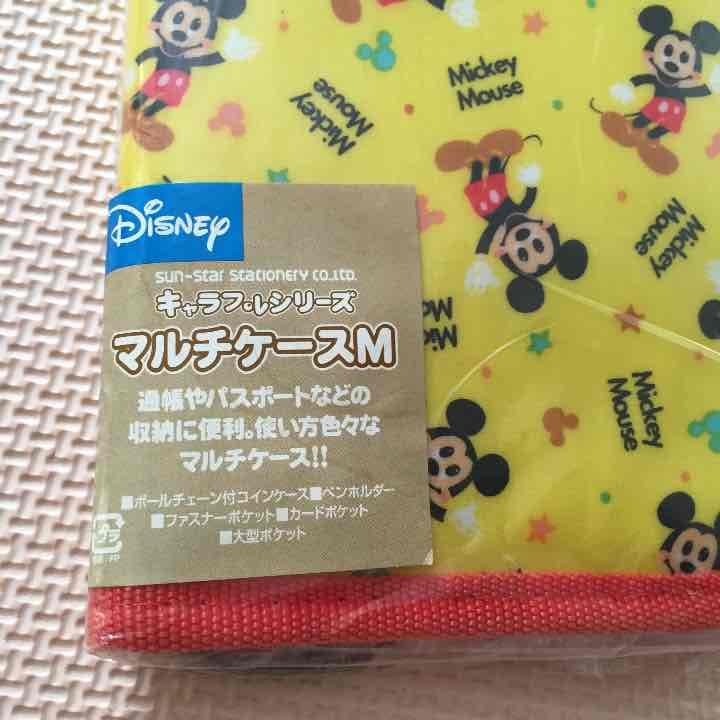 Disney
sun-star stationery co.,ltd.
キャラフ・レシリーズ
マルチケースM
通帳やパスポートなどの
収納に便利。使い方色々な
マルチケース!!
■ボールチェーン付コインケース■ペンホルダー
■ファスナーポケット■カードポケット
■大型ポケット
プラ
PP
Mickey
Mouse
Mickey
Mouse
Mickey
Mouse
Mickey
Mouse